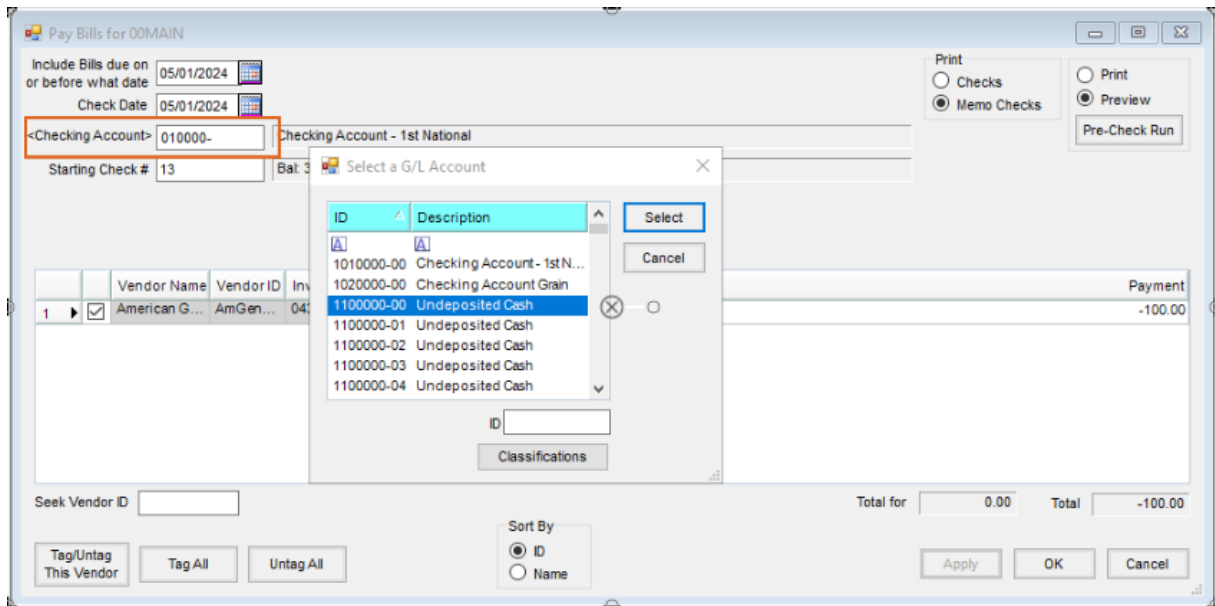 Pay Bills for 00MAIN
Include Bills due on
or before what date 05/01/2024
Check Date 05/01/2024
<Checking Account> 010000- Checking Account - 1st National
Starting Check # 13 Bal: 3
Print
Checks
Memo Checks
Print
Preview
Pre-Check Run
Select a G/L Account
ID Description
A A
1010000-00 Checking Account - 1st N...
1020000-00 Checking Account Grain
1100000-00 Undeposited Cash
1100000-01 Undeposited Cash
1100000-02 Undeposited Cash
1100000-03 Undeposited Cash
1100000-04 Undeposited Cash
Select
Cancel
ID
Classifications
Vendor Name Vendor ID Inv Payment
1 American G... AmGen... 043 -100.00
Seek Vendor ID
Total for 0.00 Total -100.00
Tag/Untag
This Vendor
Tag All
Untag All
Sort By
ID
Name
Apply
OK
Cancel